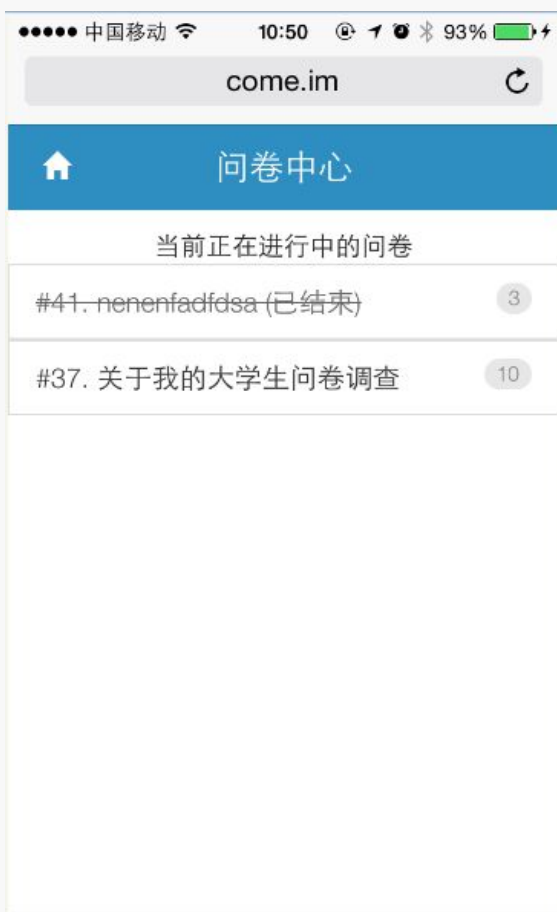 中国移动 10:50 93%
come.im
问卷中心
当前正在进行中的问卷
#41. nenenfadfdsa (已结束) 3
#37. 关于我的大学生问卷调查 10